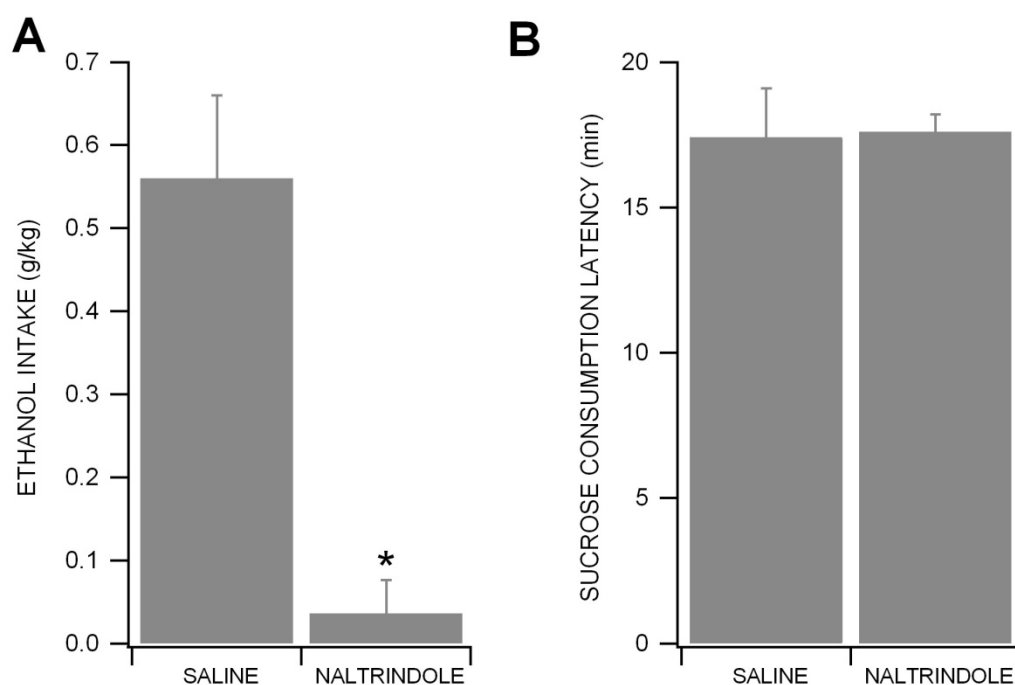 A
ETHANOL INTAKE (g/kg)
0.7
0.6
0.5
0.4
0.3
0.2
0.1
0.0
*
SALINE NALTRINDOLE
B
SUCROSE CONSUMPTION LATENCY (min)
20
15
10
5
0
SALINE NALTRINDOLE